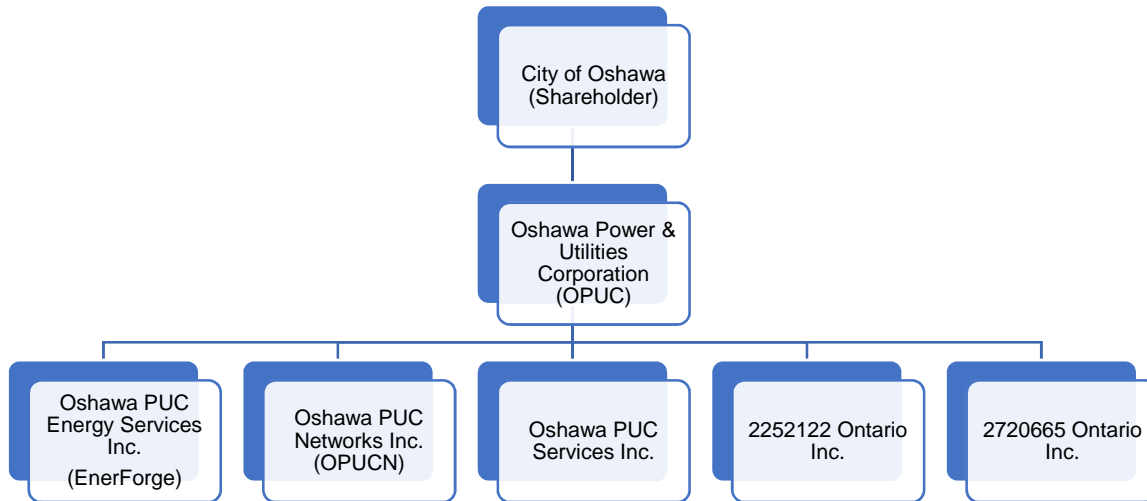 City of Oshawa
(Shareholder)
Oshawa Power &
Utilities
Corporation
(OPUC)
Oshawa PUC
Energy Services
Inc.
(EnerForge)
Oshawa PUC
Networks Inc.
(OPUCN)
Oshawa PUC
Services Inc.
2252122 Ontario
Inc.
2720665 Ontario
Inc.